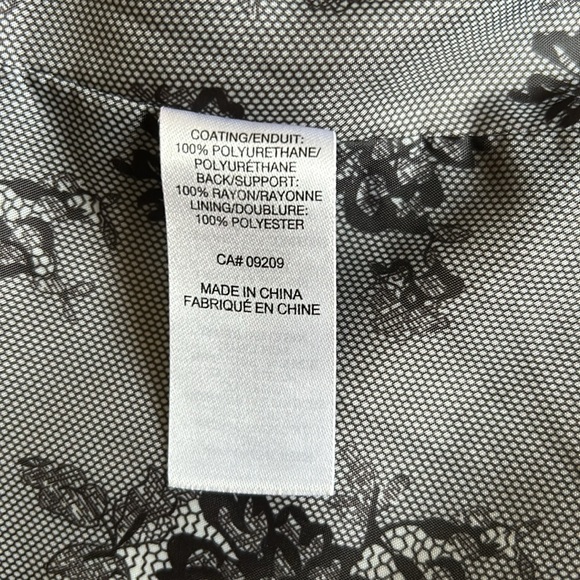 COATING/ENDUIT:
100% POLYURETHANE/
POLYURÉTHANE
BACK/SUPPORT:
100% RAYON/RAYONNE
LINING/DOUBLURE:
100% POLYESTER
CA# 09209
MADE IN CHINA
FABRIQUÉ EN CHINE